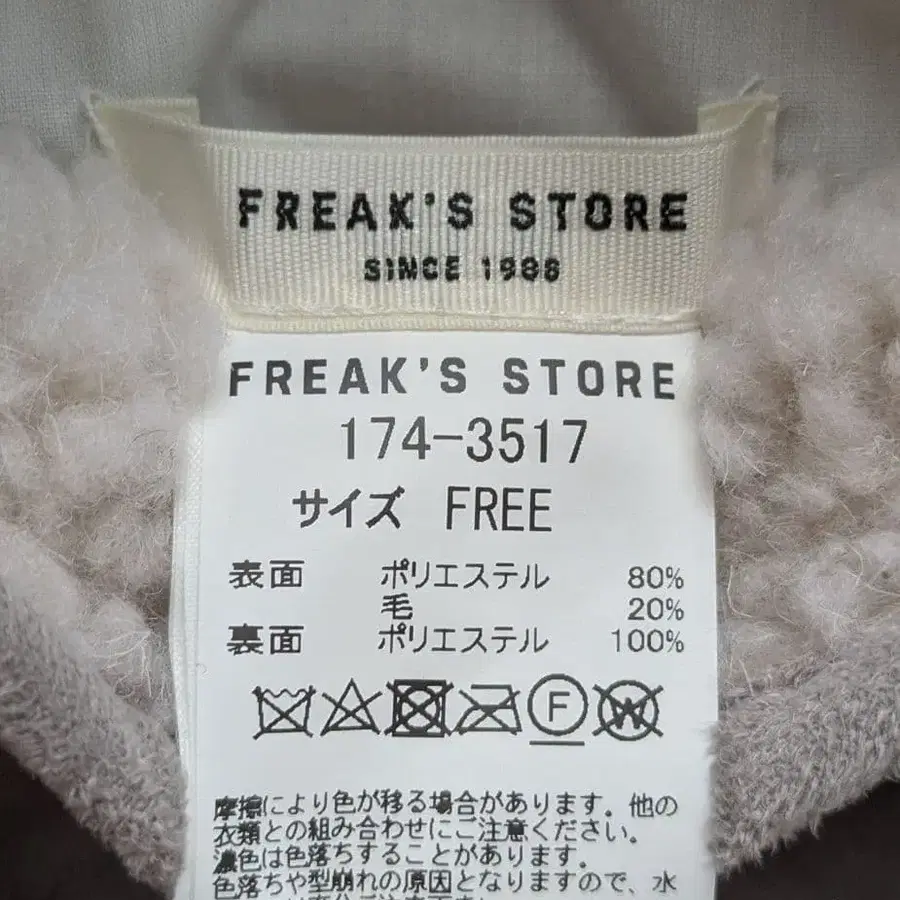 FREAK'S STORE
SINCE 1986
FREAK'S STORE
174-3517
サイズ FREE
表面 ポリエステル 80%
毛 20%
裏面 ポリエステル 100%
F
W
摩擦により色が移る場合があります。他の
衣類との組み合わせにご注意ください。
濃色は色落ちすることがあります。
色落ちや型崩れの原因となりますので、水